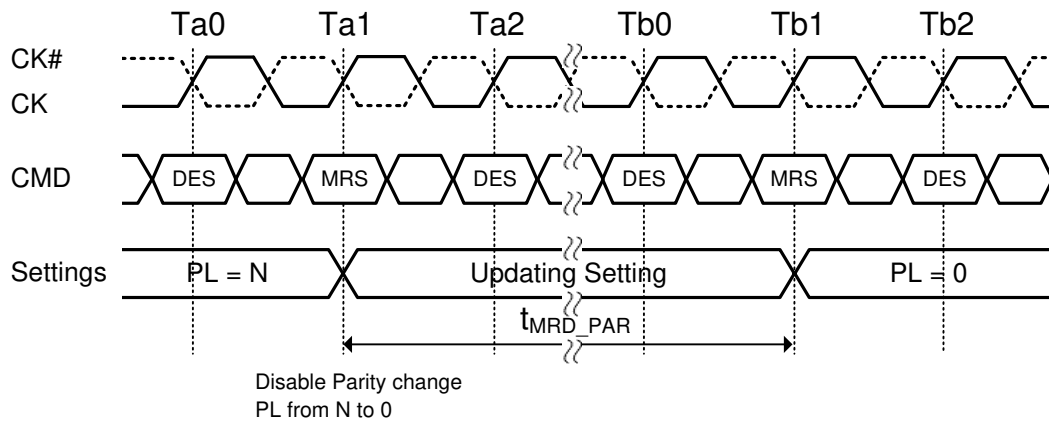 Ta0 Ta1 Ta2 Tb0 Tb1 Tb2
CK#
CK
CMD DES MRS DES DES MRS DES
Settings PL = N Updating Setting PL = 0
tMRD_PAR
Disable Parity change
PL from N to 0